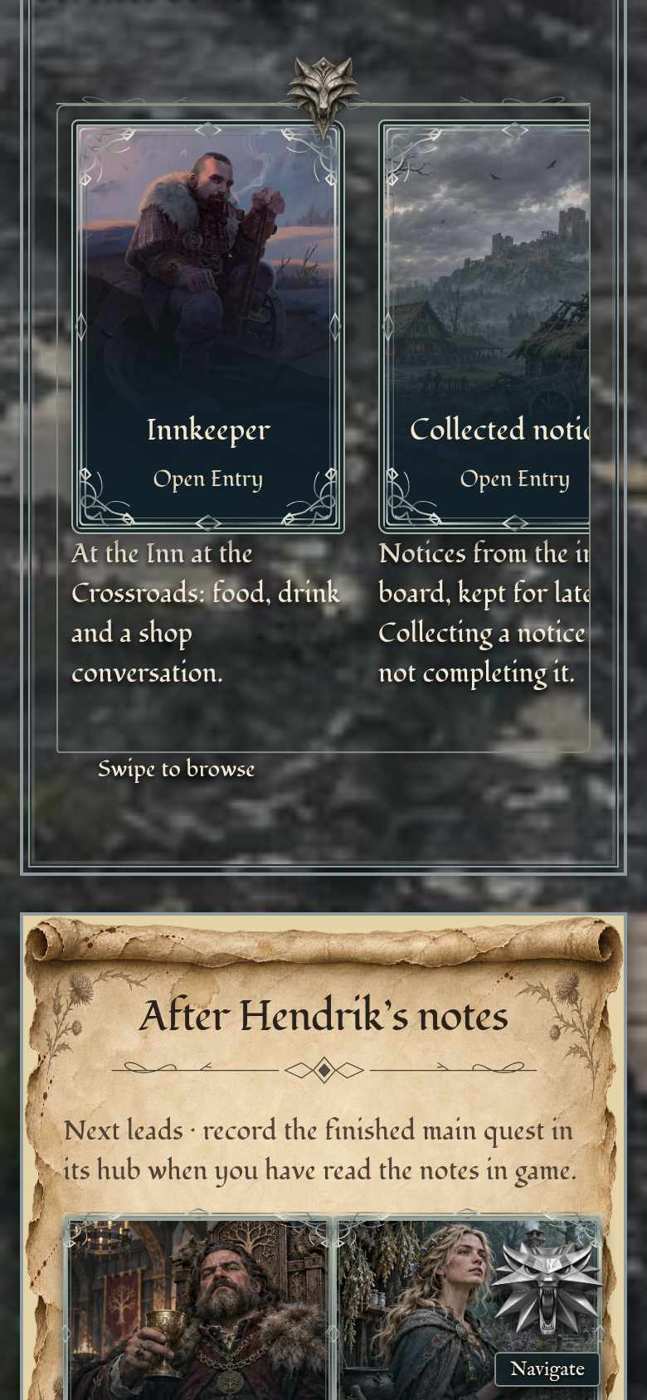 Innkeeper
Open Entry
At the Inn at the
Crossroads: food, drink
and a shop
conversation.
Collected
Open Entry
Notices from the
board, kept for
Collecting a notice
not completing it.
Swipe to browse
After Hendrik's notes
Next leads · record the finished main quest in
its hub when you have read the notes in game.
Navigate